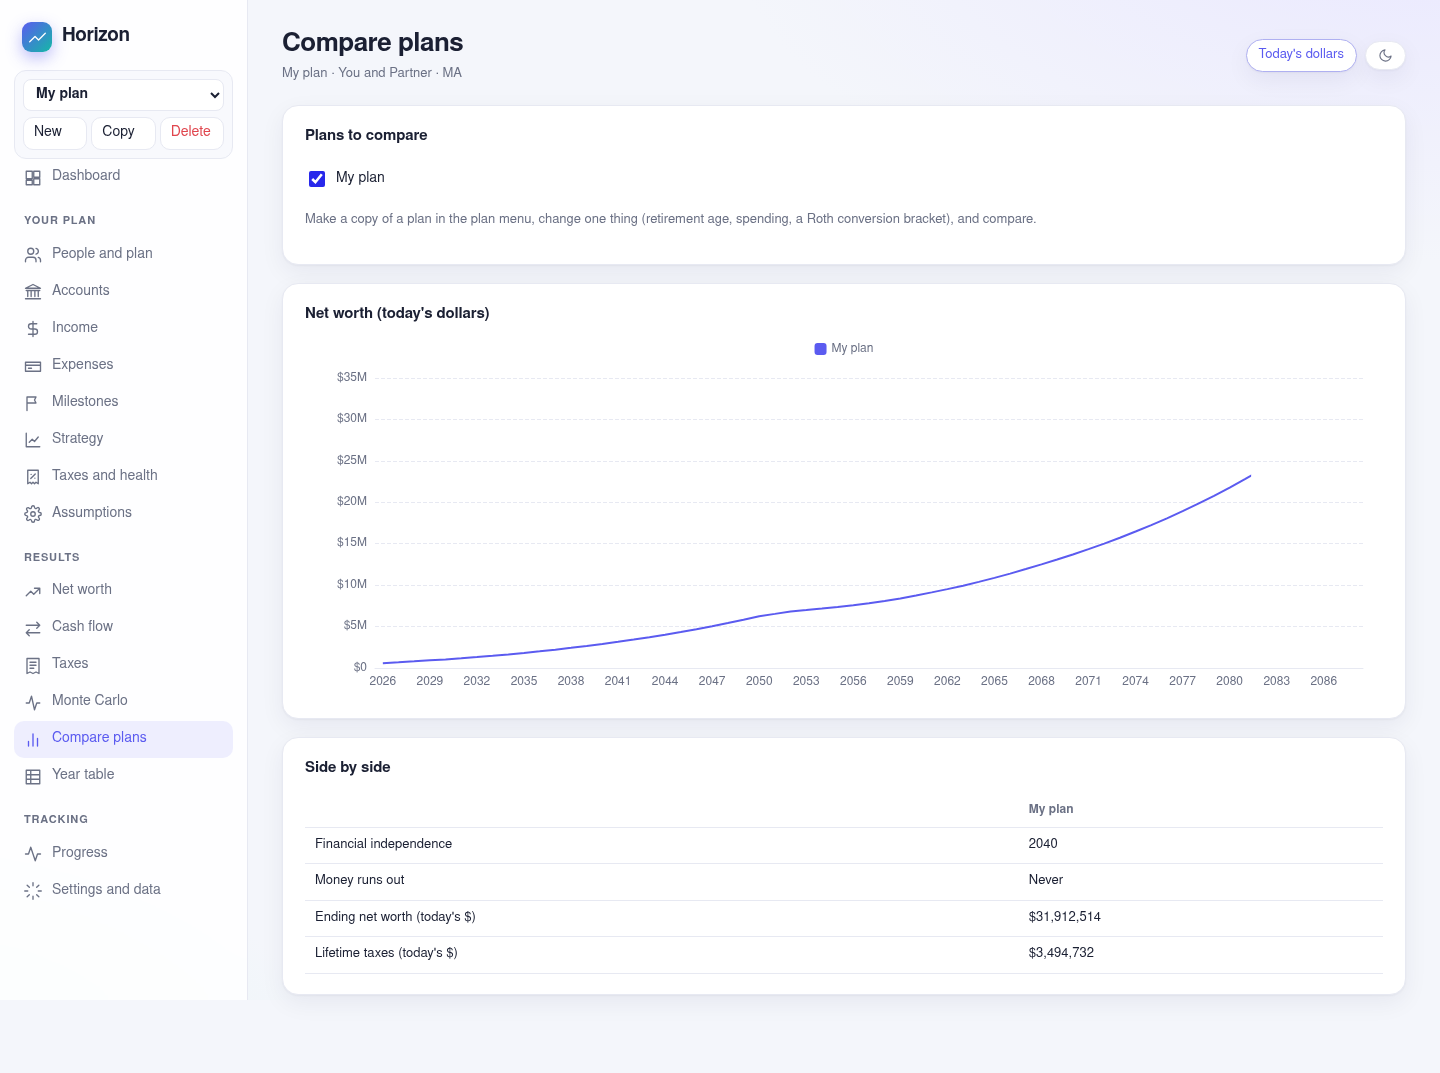 Horizon
My plan
New Copy Delete
Dashboard
YOUR PLAN
People and plan
Accounts
Income
Expenses
Milestones
Strategy
Taxes and health
Assumptions
RESULTS
Net worth
Cash flow
Taxes
Monte Carlo
Compare plans
Year table
TRACKING
Progress
Settings and data
Compare plans
My plan · You and Partner · MA
Today's dollars
Plans to compare
My plan
Make a copy of a plan in the plan menu, change one thing (retirement age, spending, a Roth conversion bracket), and compare.
Net worth (today's dollars)
My plan
$35M
$30M
$25M
$20M
$15M
$10M
$5M
$0
2026 2029 2032 2035 2038 2041 2044 2047 2050 2053 2056 2059 2062 2065 2068 2071 2074 2077 2080 2083 2086
Side by side
My plan
Financial independence 2040
Money runs out Never
Ending net worth (today's $) $31,912,514
Lifetime taxes (today's $) $3,494,732